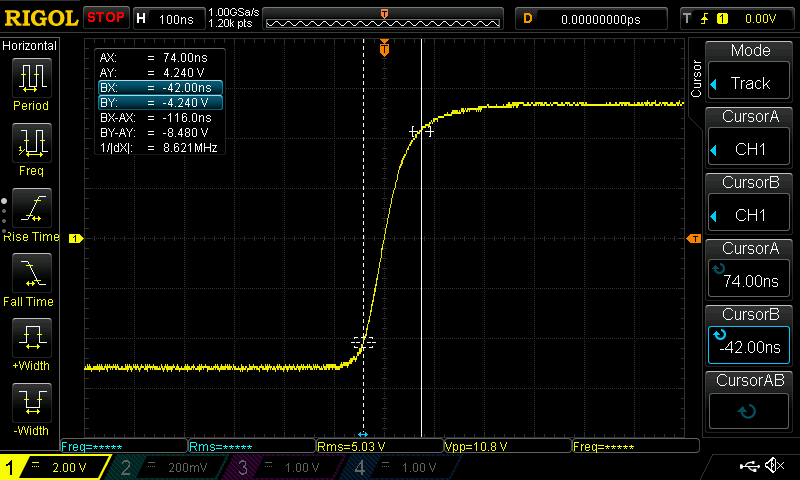 RIGOL STOP H 100ns 1.00GSa/s 1.20k pts T D 0.00000000ps T 1 0.00V
Horizontal
Period
Freq
Rise Time
Fall Time
+Width
-Width
AX: = 74.00ns
AY: = 4.240 V
BX: = -42.00ns
BY: = -4.240 V
BX-AX: = -116.0ns
BY-AY: = -8.480 V
1/|dX|: = 8.621MHz
T
1
T
Cursor
Mode
Track
CursorA
CH1
CursorB
CH1
CursorA
74.00ns
CursorB
-42.00ns
CursorAB
Freq=***** Rms=***** Rms=5.03 V Vpp=10.8 V Freq=*****
1 = 2.00 V 2 = 200mV 3 = 1.00 V 4 = 1.00 V